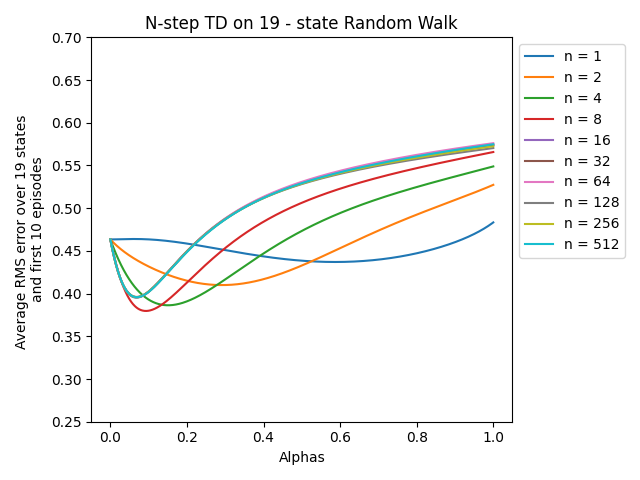 N-step TD on 19 - state Random Walk
0.70
0.65
0.60
0.55
0.50
0.45
0.40
0.35
0.30
0.25
Average RMS error over 19 states
and first 10 episodes
0.0 0.2 0.4 0.6 0.8 1.0
Alphas
n = 1
n = 2
n = 4
n = 8
n = 16
n = 32
n = 64
n = 128
n = 256
n = 512